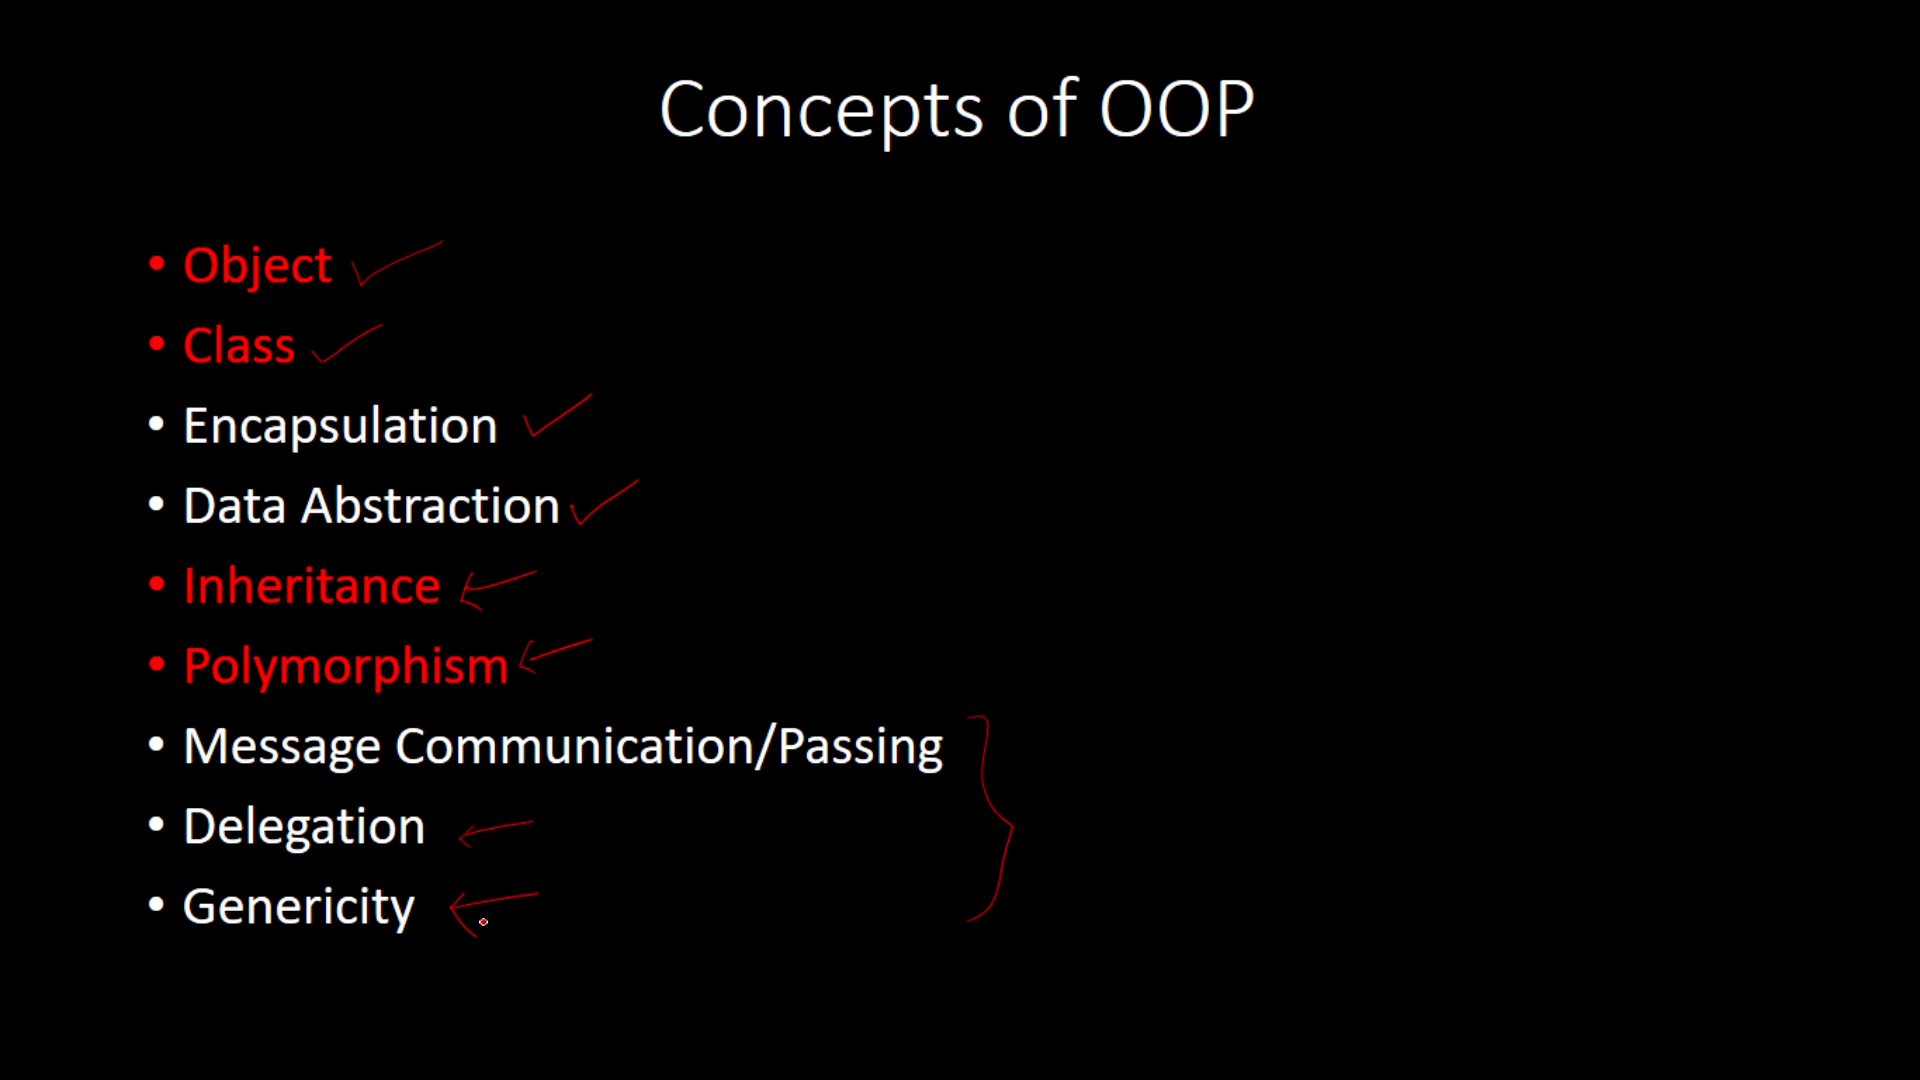 Concepts of OOP
• Object
• Class
• Encapsulation
• Data Abstraction
• Inheritance
• Polymorphism
• Message Communication/Passing
• Delegation
• Genericity